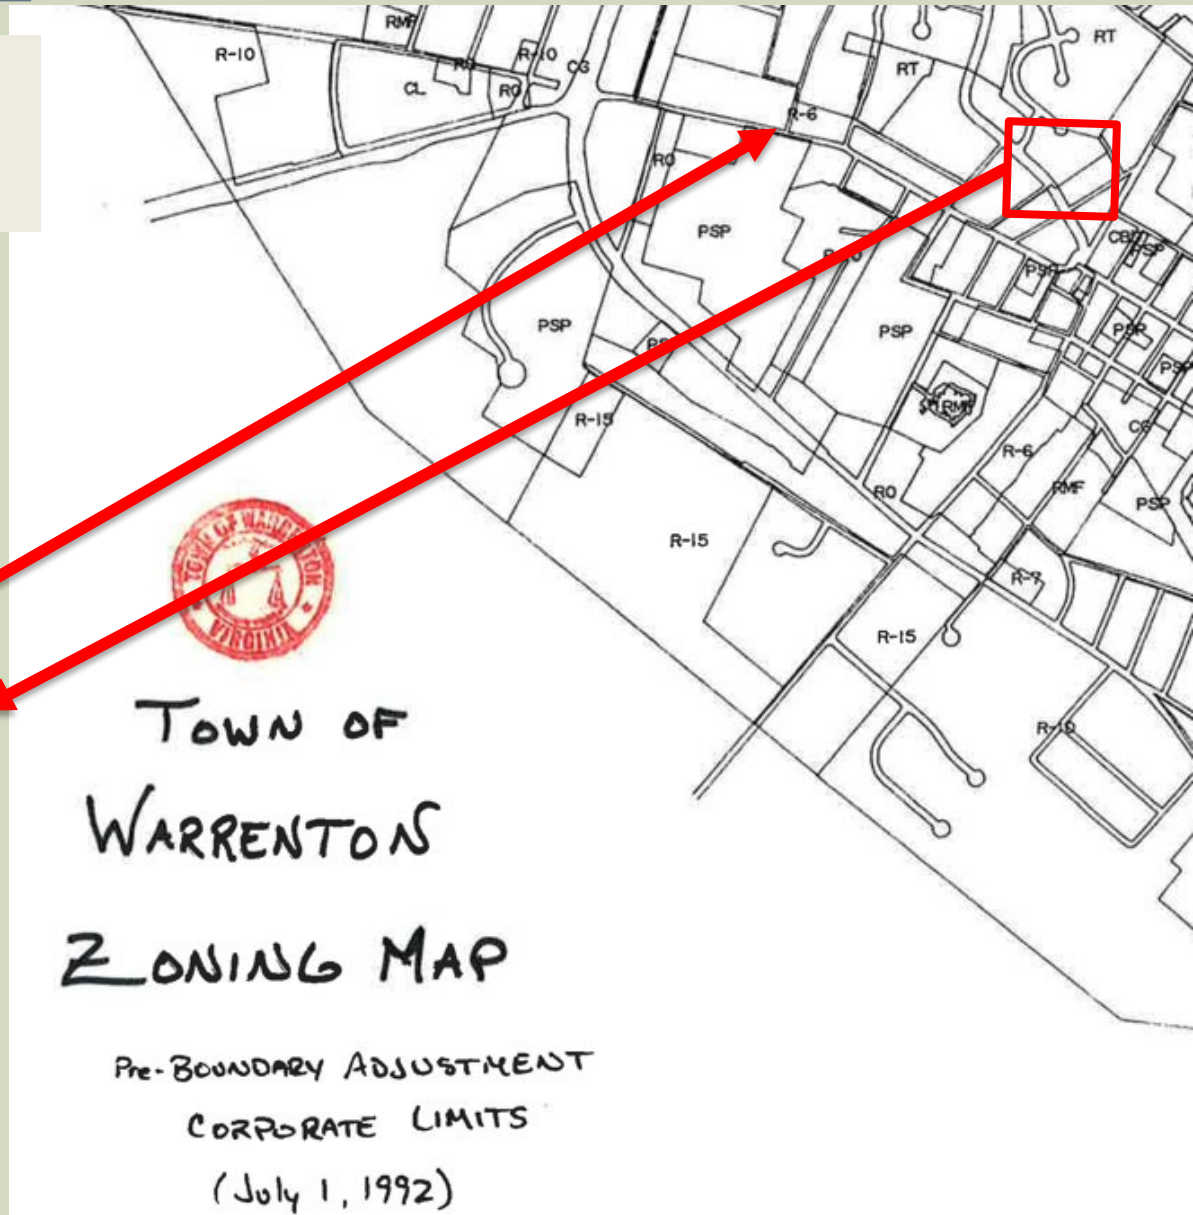 RMF
RT
R-10
R-10
CG
RT
CL
RO
RO
R-6
RO
PSP
CBD
PSP
PSP
PSP
PSP
PSP
PSP
RMF
R-15
CG
R-6
RO
RMF
PSP
R-15
R-7
R-15
R-10
TOWN OF WARRENTON
VIRGINIA
TOWN OF
WARRENTON
ZONING MAP
Pre-BOUNDARY ADJUSTMENT
CORPORATE LIMITS
(July 1, 1992)